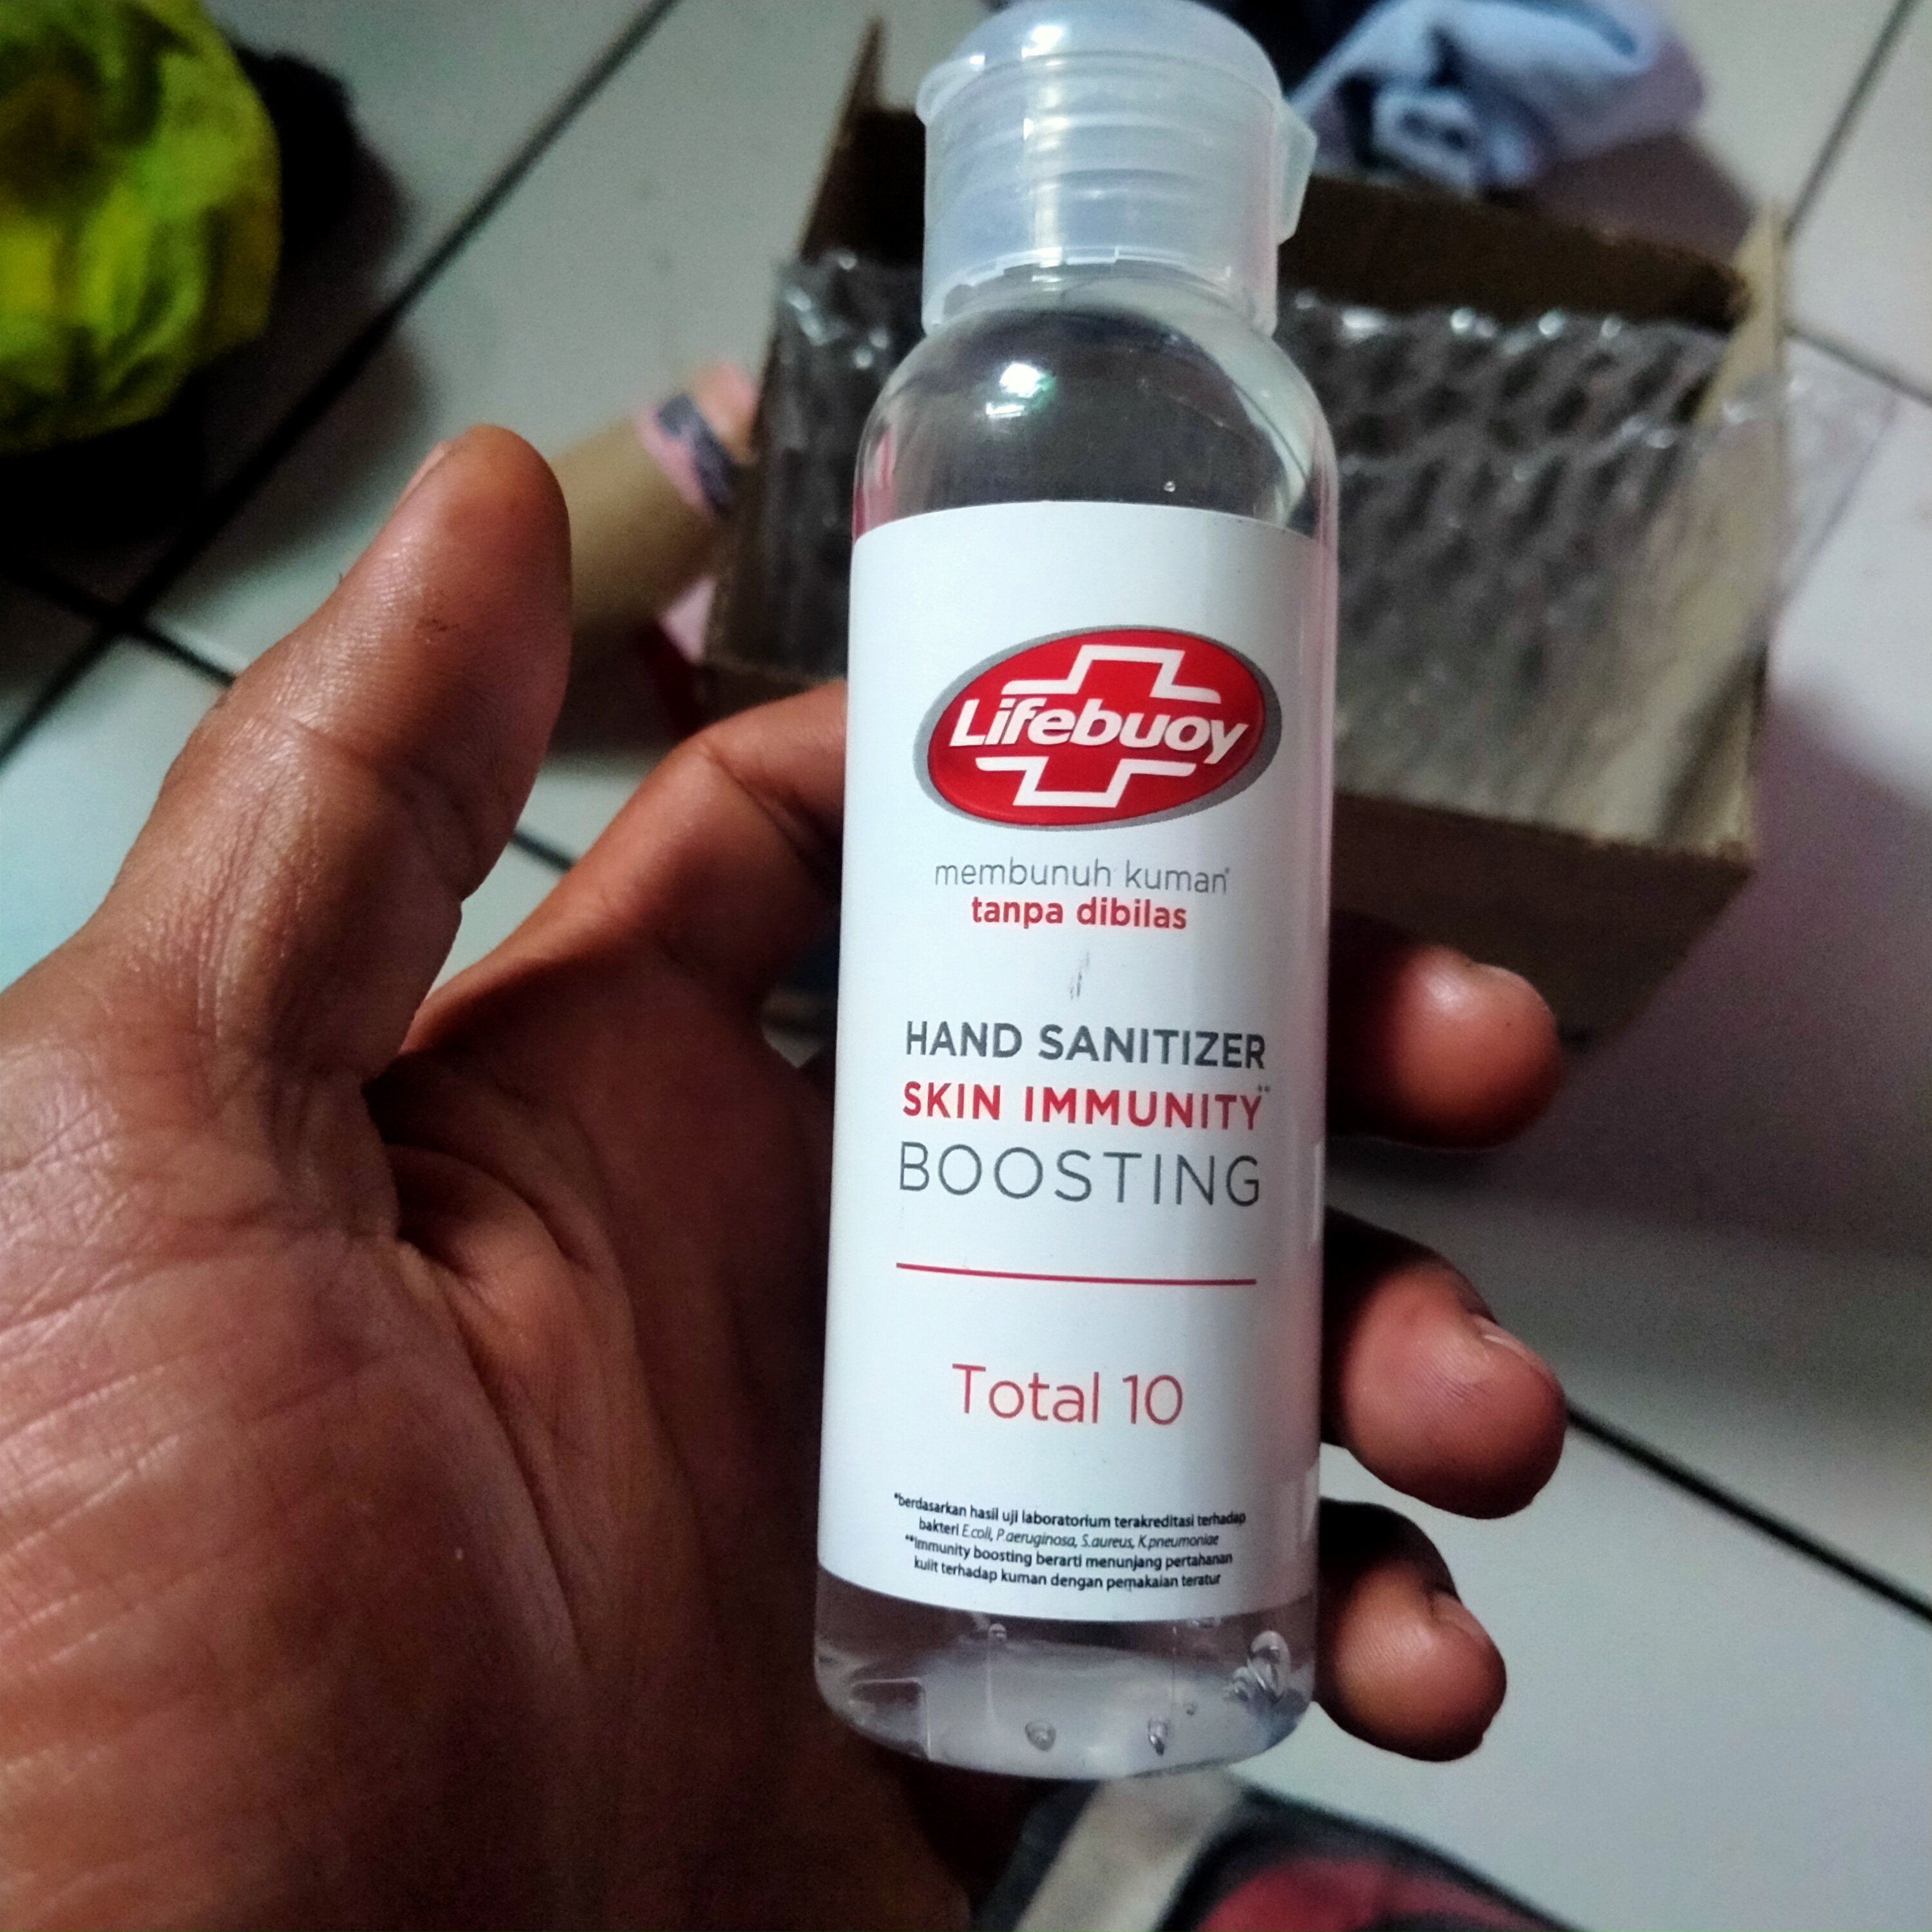 Lifebuoy
membunuh kuman*
tanpa dibilas
HAND SANITIZER
SKIN IMMUNITY**
BOOSTING
Total 10
*berdasarkan hasil uji laboratorium terakreditasi terhadap
bakteri E.coli, P.aeruginosa, S.aureus, K.pneumoniae
**Immunity boosting berarti menunjang pertahanan
kulit terhadap kuman dengan pemakaian teratur